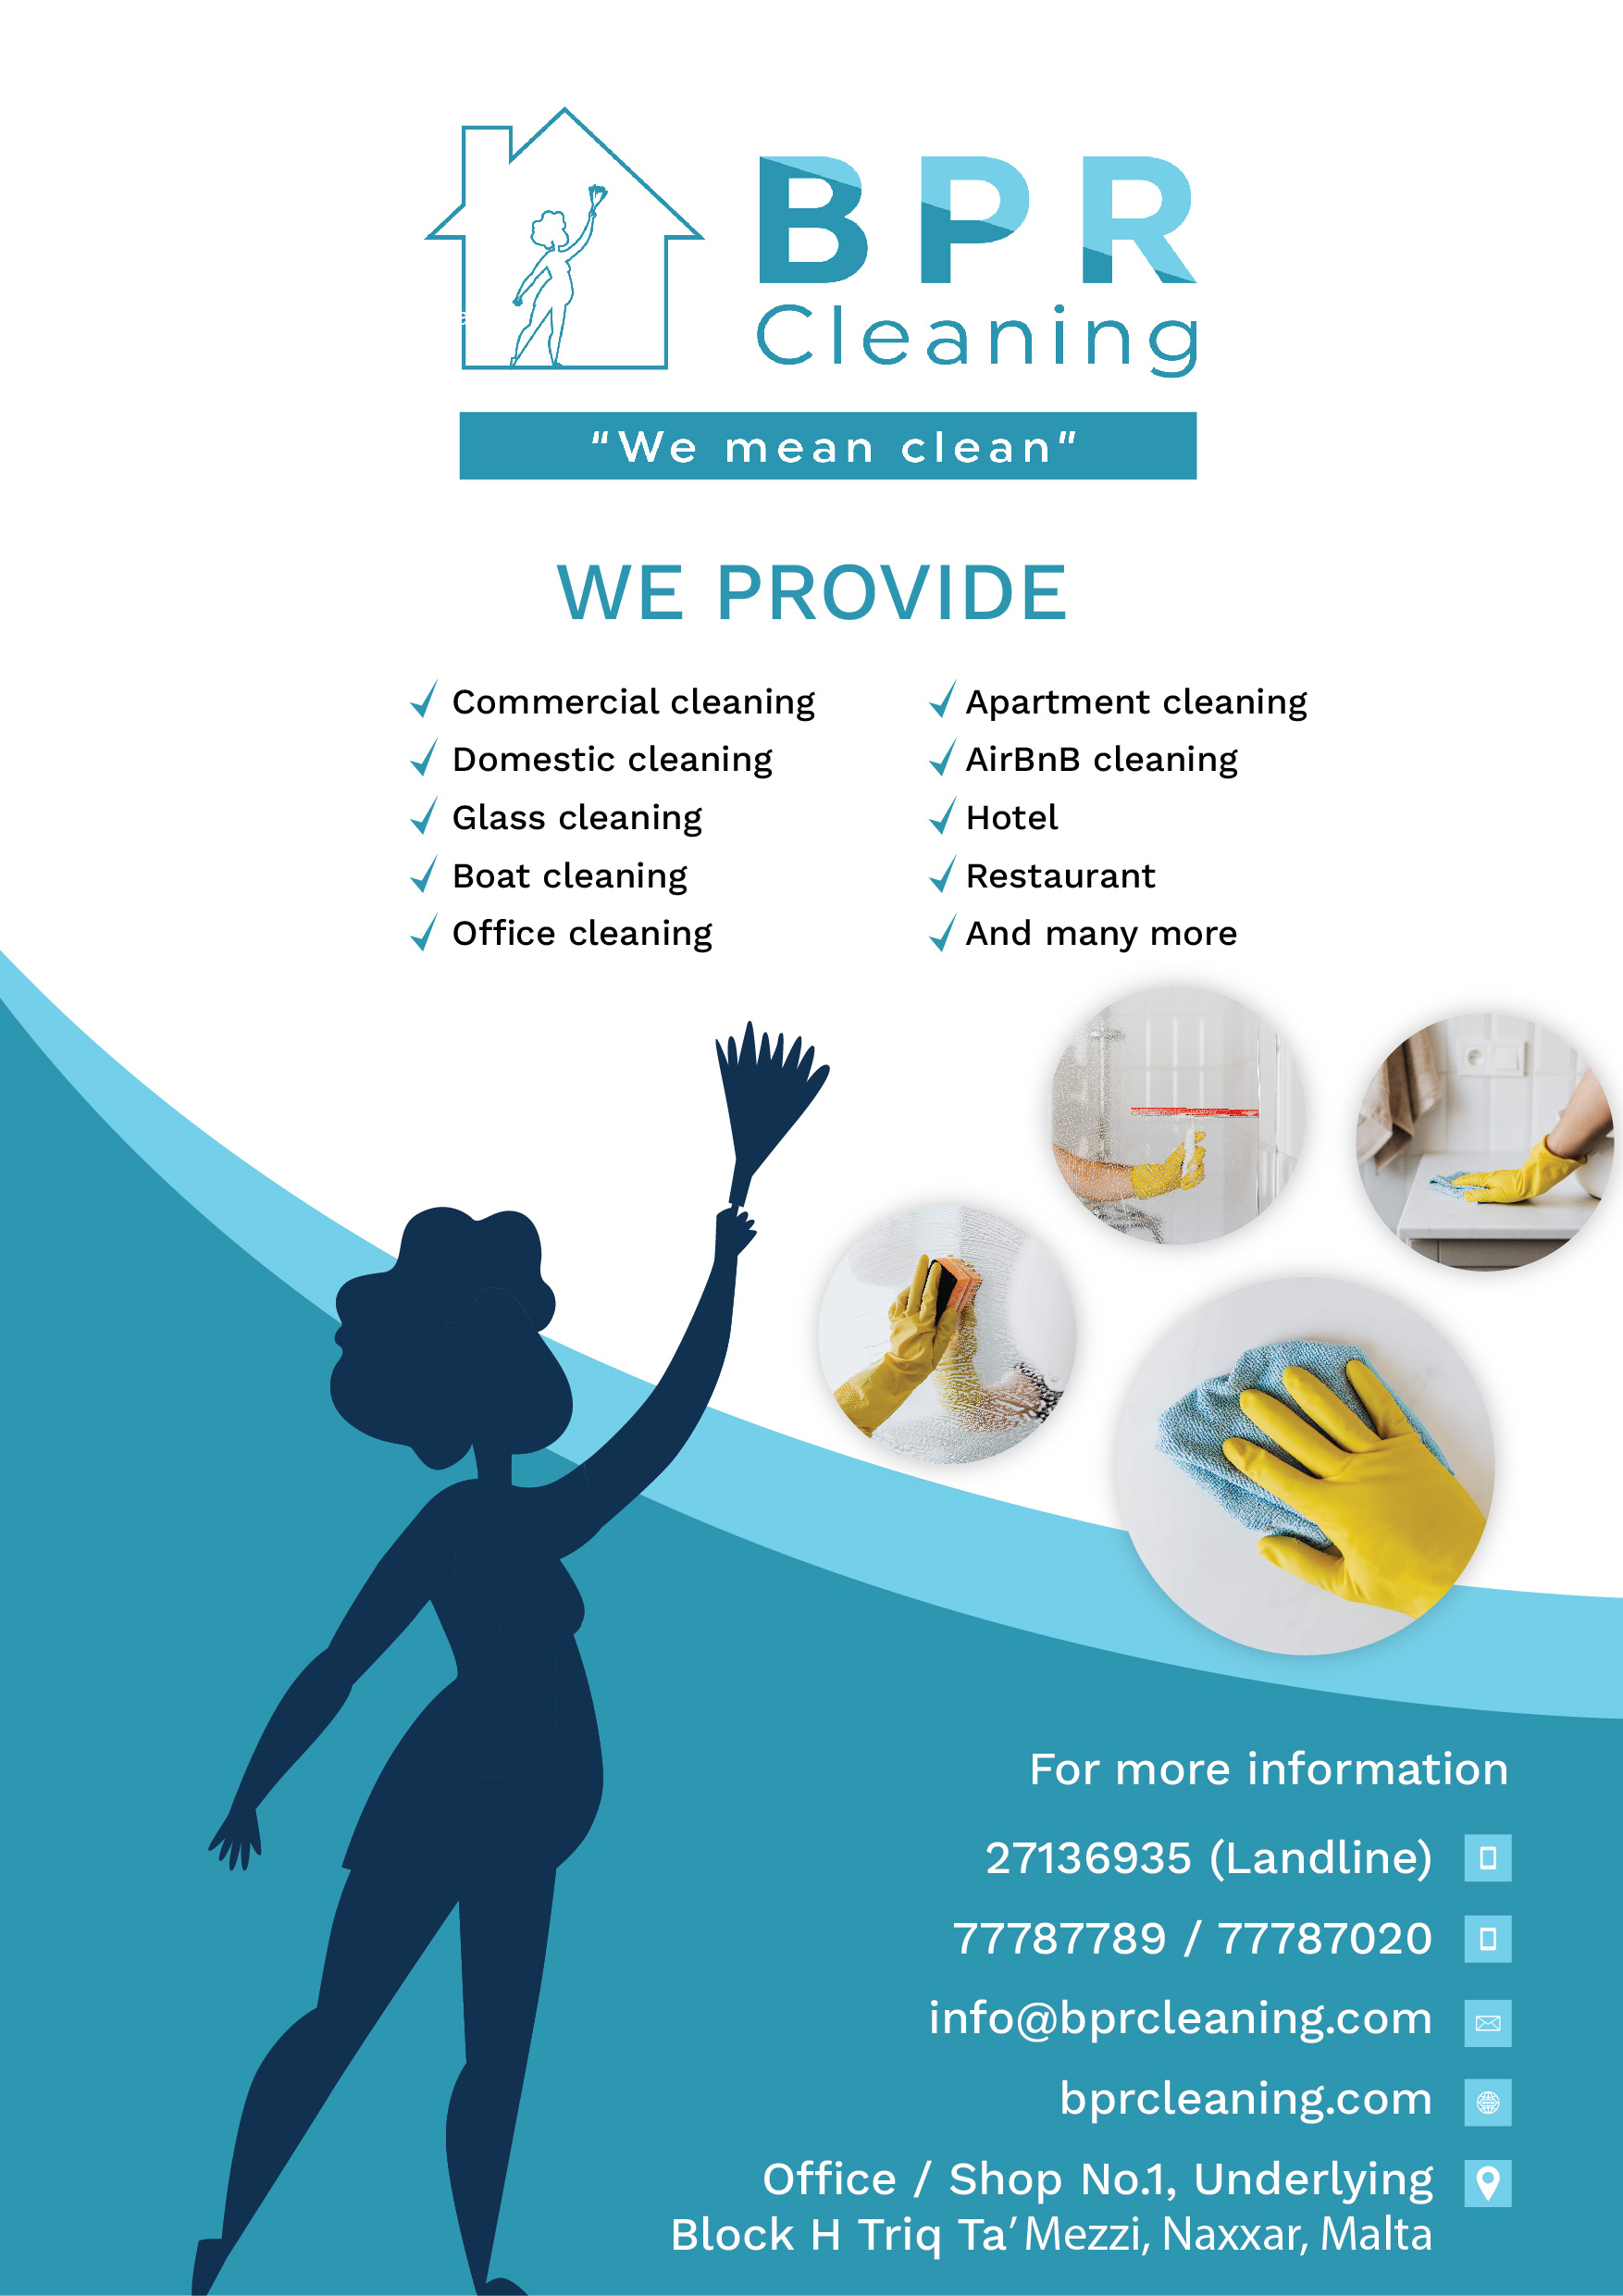 BPR
Cleaning
“We mean clean”
WE PROVIDE
Commercial cleaning
Domestic cleaning
Glass cleaning
Boat cleaning
Office cleaning
Apartment cleaning
AirBnB cleaning
Hotel
Restaurant
And many more
For more information
27136935 (Landline)
77787789 / 77787020
info@bprcleaning.com
bprcleaning.com
Office / Shop No.1, Underlying
Block H Triq Ta’ Mezzi, Naxxar, Malta